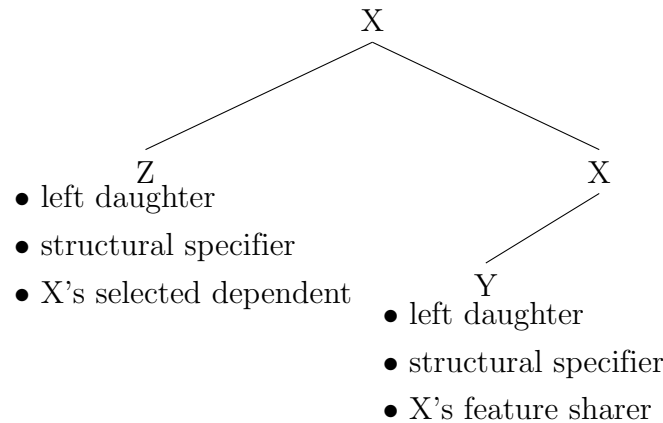 X
Z
X
• left daughter
• structural specifier
• X's selected dependent
Y
• left daughter
• structural specifier
• X's feature sharer